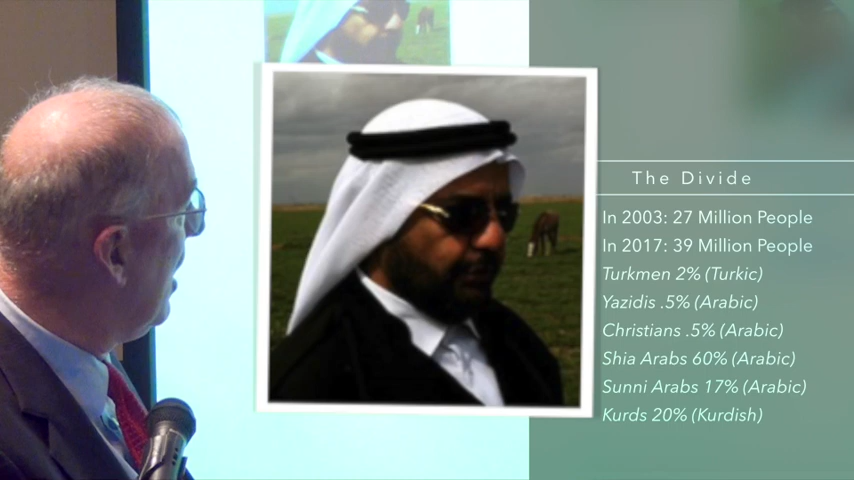 The Divide
In 2003: 27 Million People
In 2017: 39 Million People
Turkmen 2% (Turkic)
Yazidis .5% (Arabic)
Christians .5% (Arabic)
Shia Arabs 60% (Arabic)
Sunni Arabs 17% (Arabic)
Kurds 20% (Kurdish)